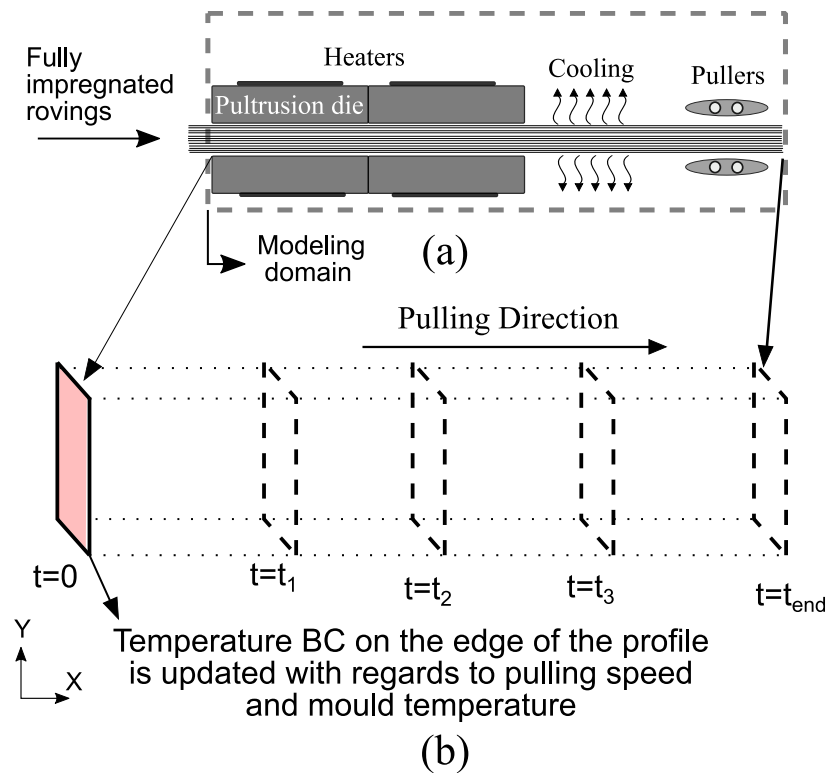 Fully
impregnated
rovings
Heaters
Pultrusion die
Cooling
Pullers
Modeling
domain
(a)
Pulling Direction
t=0
t=t₁
t=t₂
t=t₃
t=tₑₙd
Y
X
Temperature BC on the edge of the profile
is updated with regards to pulling speed
and mould temperature
(b)